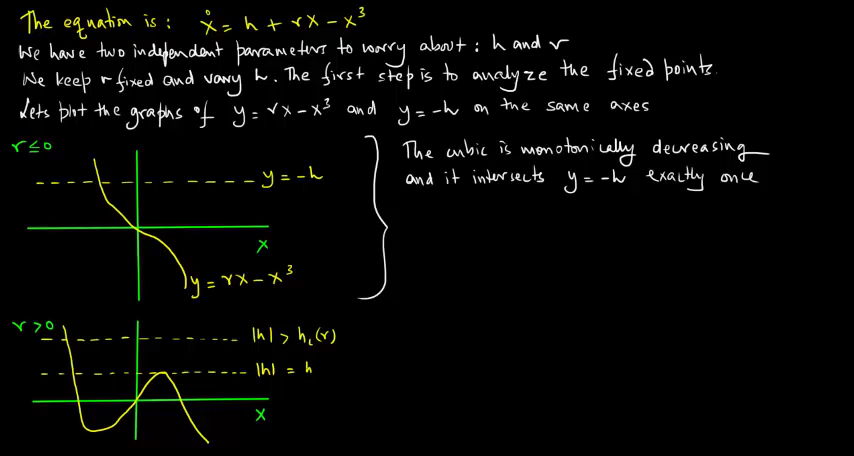 The equation is: ẋ = h + rx - x³
We have two independent parameters to worry about: h and r
We keep r fixed and vary h. The first step is to analyze the fixed points.
Lets plot the graphs of y = rx - x³ and y = -h on the same axes
r ≤ 0
y = -h
x
y = rx - x³
The cubic is monotonically decreasing
and it intersects y = -h exactly once
r > 0
|h| > h_c(r)
|h| = h
x